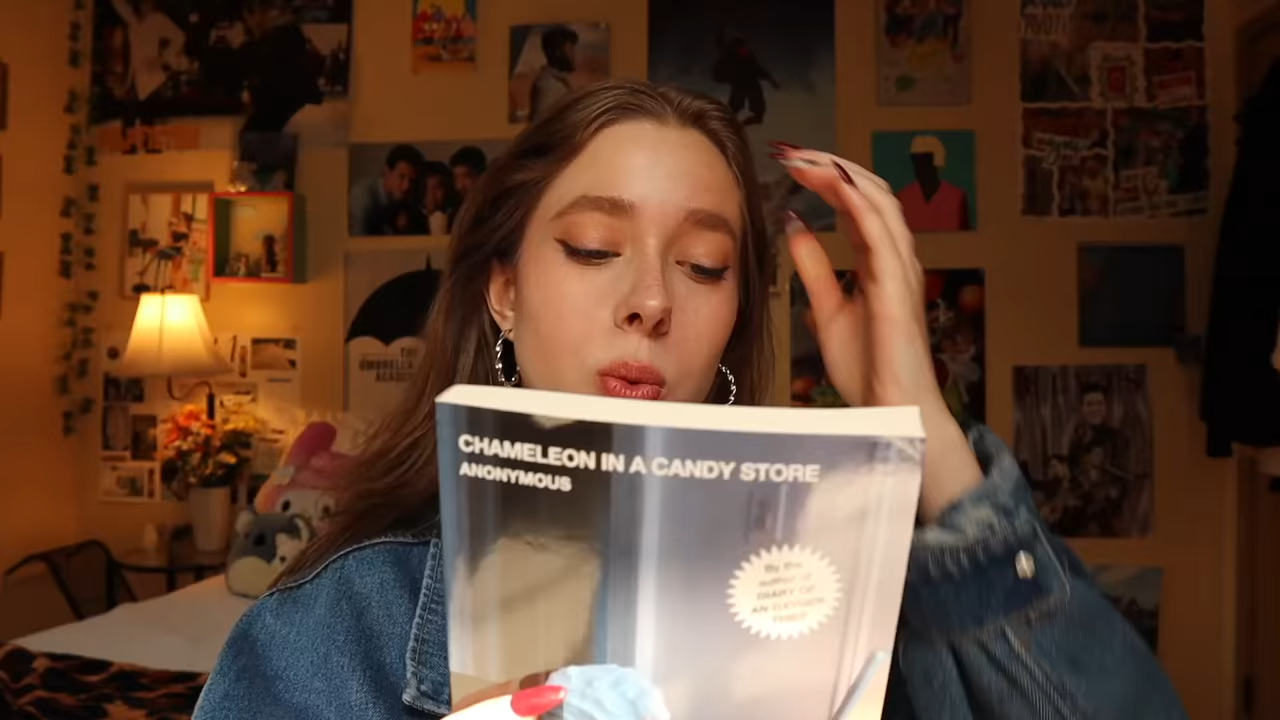 THE
UMBRELLA
ACADEMY
CHAMELEON IN A CANDY STORE
ANONYMOUS
By the
author of
DIARY OF
AN OXYGEN
THIEF